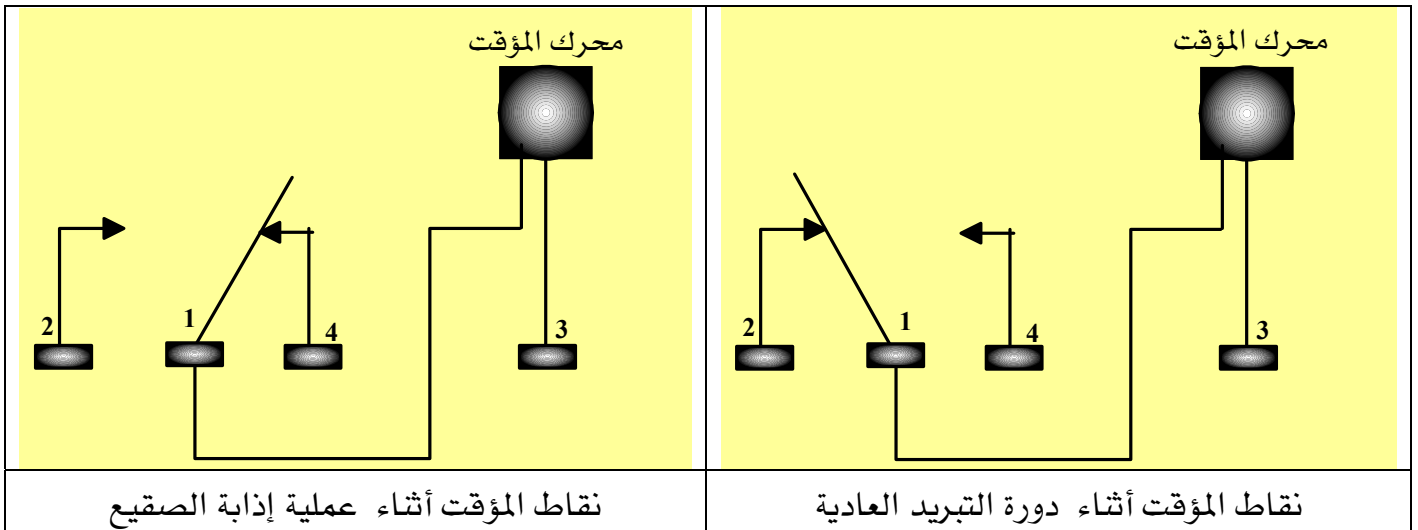 محرك المؤقت
2
1
4
3
نقاط المؤقت أثناء دورة التبريد العادية
محرك المؤقت
2
1
4
3
نقاط المؤقت أثناء عملية إذابة الصقيع